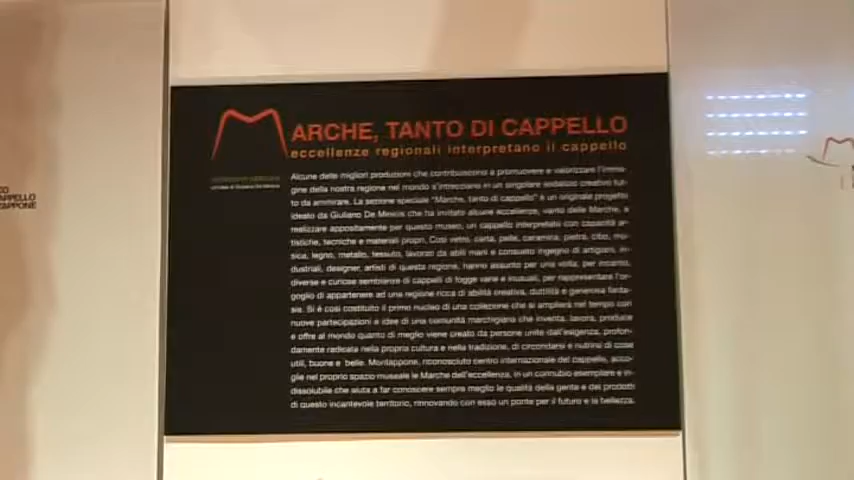 MARCHE, TANTO DI CAPPELLO
eccellenze regionali interpretano il cappello
Alcune delle migliori produzioni che contribuiscono a promuovere e valorizzare l'imma-
gine della nostra regione nel mondo s'intrecciano in un singolare sodalizio creativo tut-
to da ammirare. La sezione speciale "Marche, tanto di cappello" è un originale progetto
ideato da Giuliano De Minicis che ha invitato alcune eccellenze, vanto delle Marche, a
realizzare appositamente per questo museo, un cappello interpretato con capacità ar-
tistiche, tecniche e materiali propri. Così vetro, carta, pelle, ceramica, pietra, cibo, mu-
sica, legno, metallo, tessuto, lavorati da abili mani e consueto ingegno di artigiani, in-
dustriali, designer, artisti di questa regione, hanno assunto per una volta, per incanto,
diverse e curiose sembianze di cappelli di fogge varie e inusuali, per rappresentare l'or-
goglio di appartenere ad una regione ricca di abilità creativa, duttilità e generosa fanta-
sia. Si è così costituito il primo nucleo di una collezione che si amplierà nel tempo con
nuove partecipazioni e idee di una comunità marchigiana che inventa, lavora, produce
e offre al mondo quanto di meglio viene creato da persone unite dall'esigenza, profon-
damente radicata nella propria cultura e nella tradizione, di circondarsi e nutrirsi di cose
utili, buone e belle. Montappone, riconosciuto centro internazionale del cappello, acco-
glie nel proprio spazio museale le Marche dell'eccellenza, in un connubio esemplare e in-
dissolubile che aiuta a far conoscere sempre meglio le qualità della gente e dei prodotti
di questo incantevole territorio, rinnovando con esso un ponte per il futuro e la bellezza.